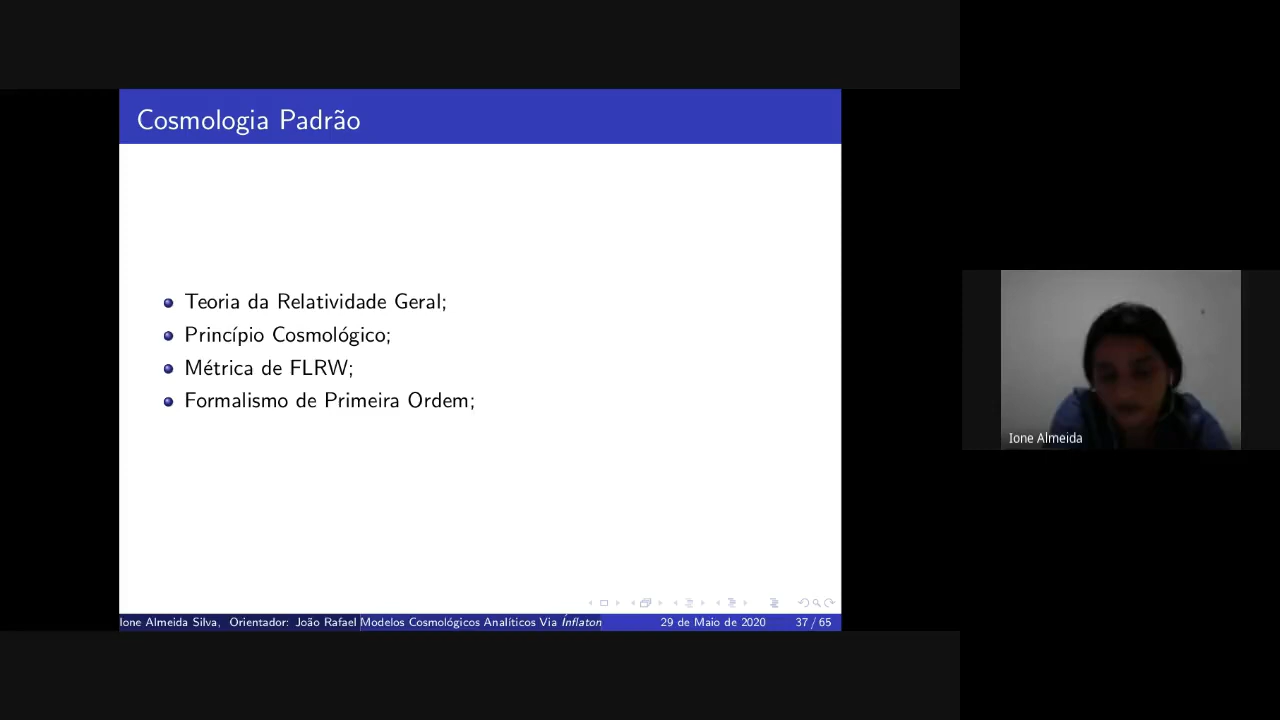 Cosmologia Padrão
Teoria da Relatividade Geral;
Princípio Cosmológico;
Métrica de FLRW;
Formalismo de Primeira Ordem;
Ione Almeida Silva, Orientador: João Rafael Modelos Cosmológicos Analíticos Via Ínflaton 29 de Maio de 2020 37 / 65
Ione Almeida